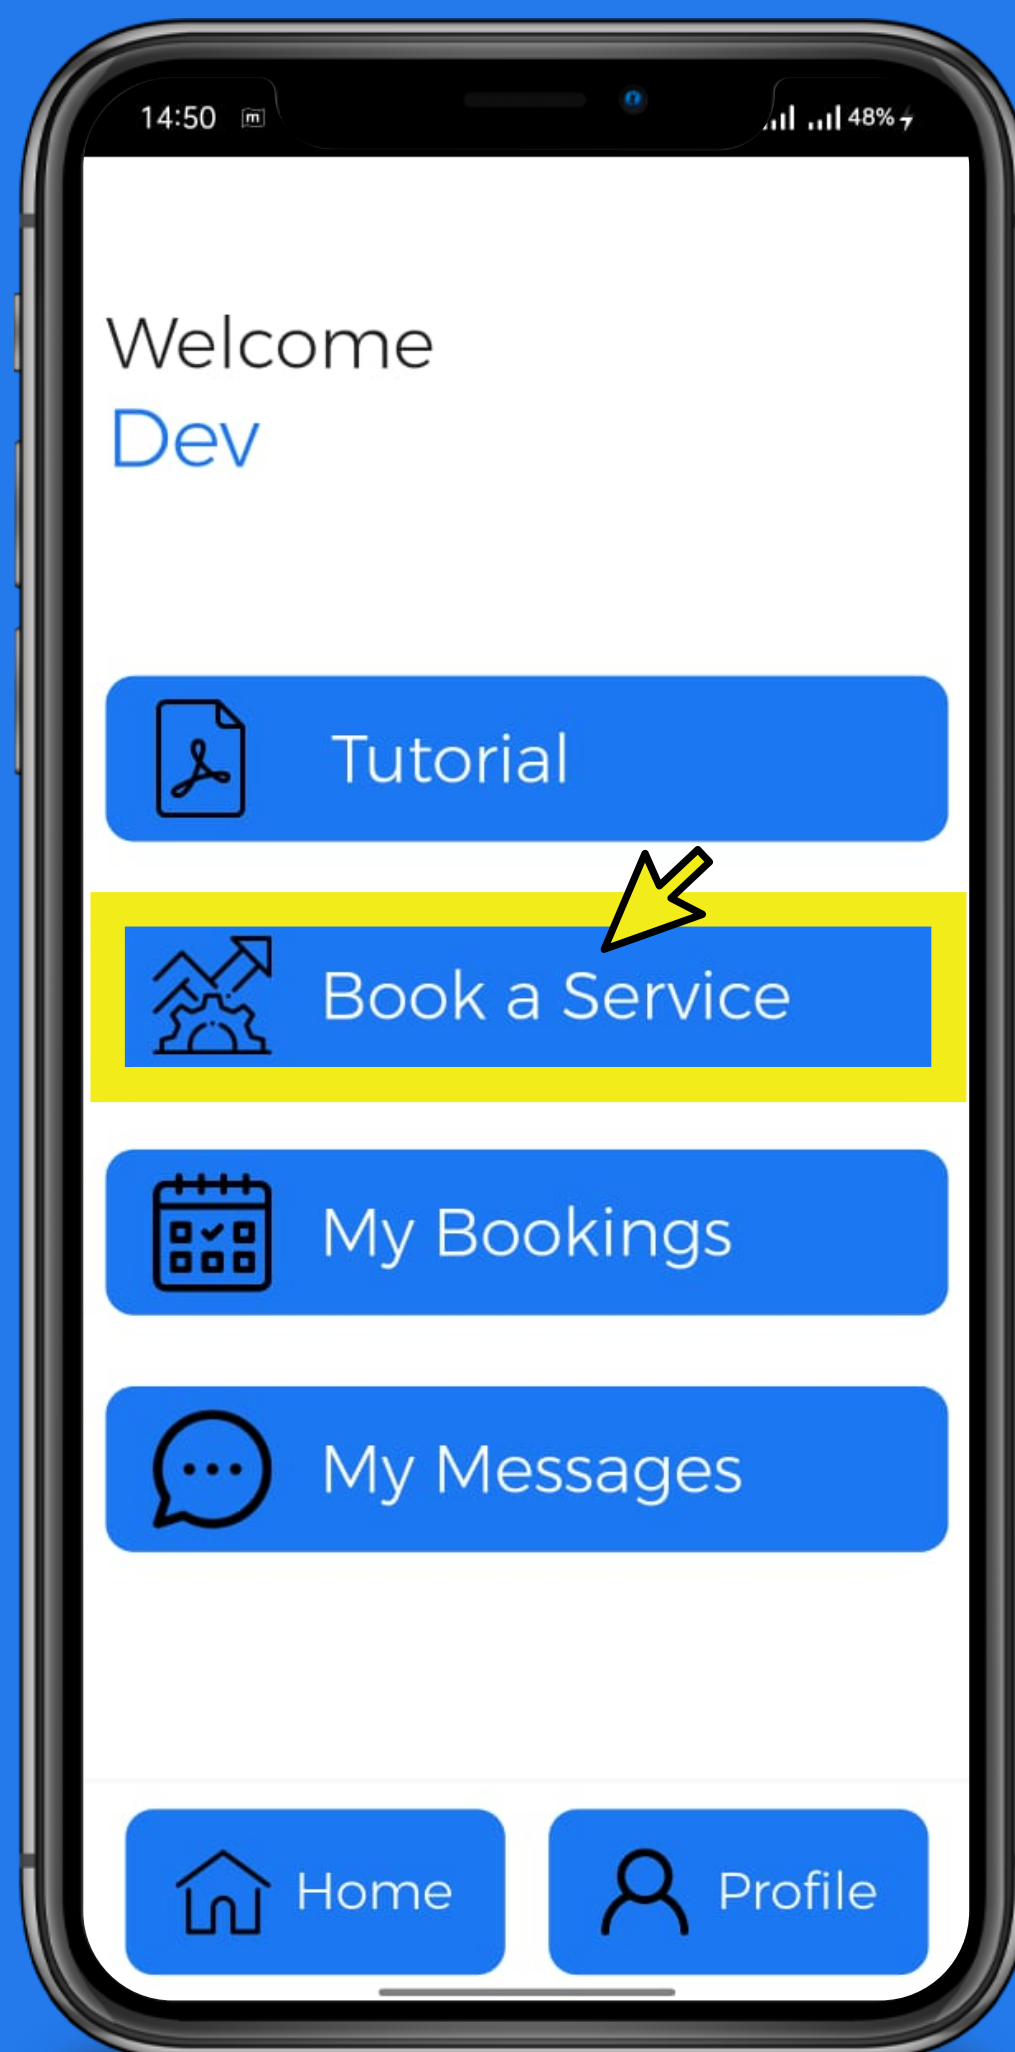 14:50 m 48%
Welcome
Dev
Tutorial
Book a Service
My Bookings
My Messages
Home Profile